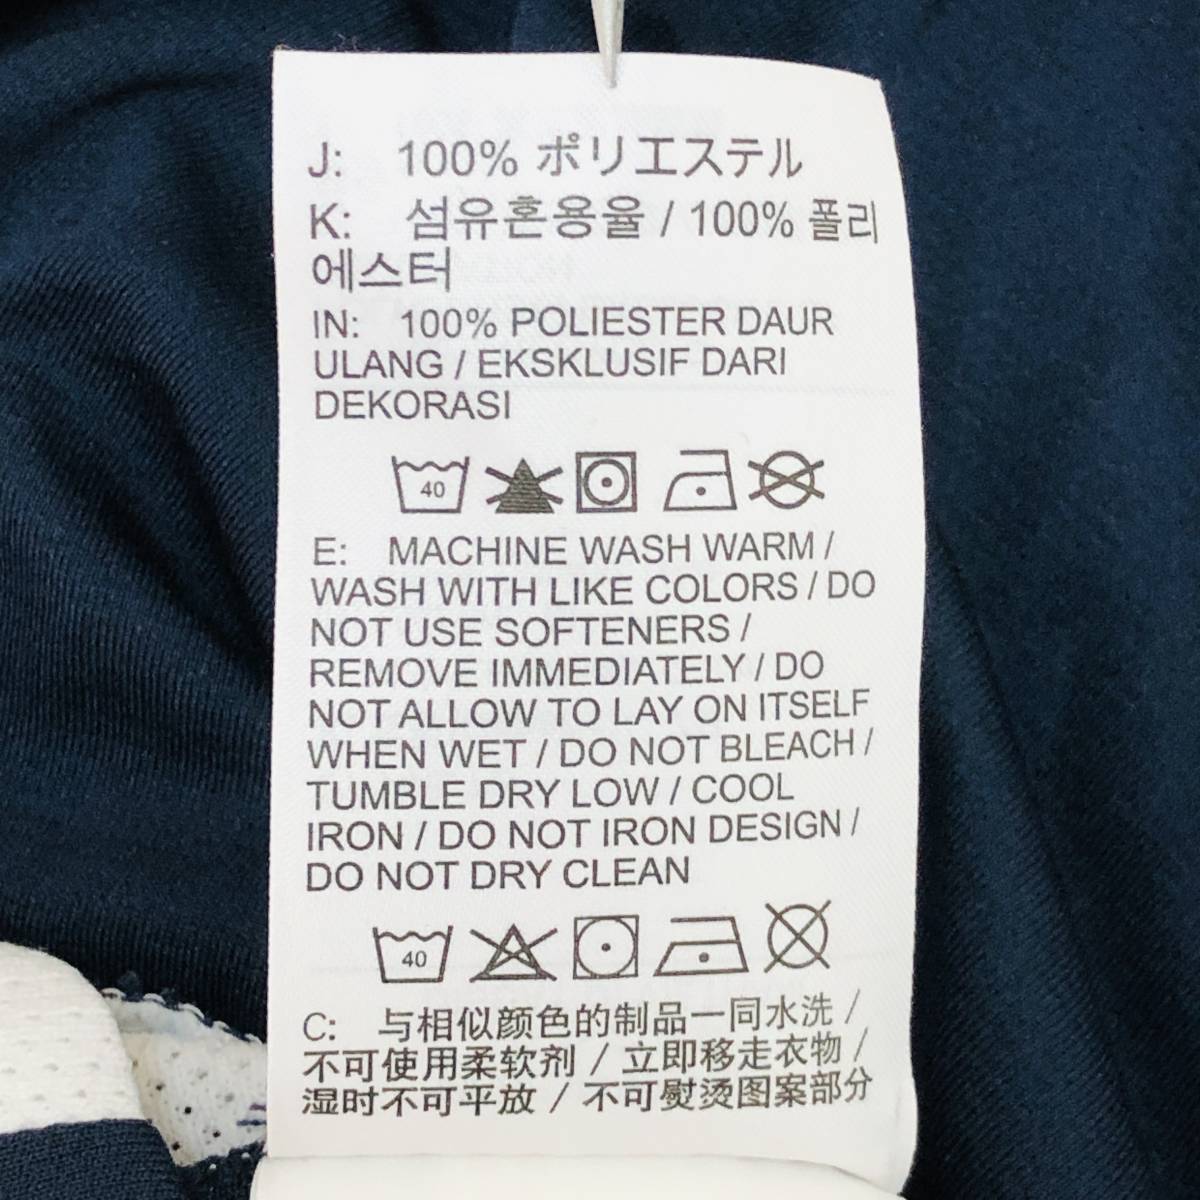 J: 100% ポリエステル
K: 섬유혼용율 / 100% 폴리
에스터
IN: 100% POLIESTER DAUR
ULANG / EKSKLUSIF DARI
DEKORASI
40
E: MACHINE WASH WARM /
WASH WITH LIKE COLORS / DO
NOT USE SOFTENERS /
REMOVE IMMEDIATELY / DO
NOT ALLOW TO LAY ON ITSELF
WHEN WET / DO NOT BLEACH /
TUMBLE DRY LOW / COOL
IRON / DO NOT IRON DESIGN /
DO NOT DRY CLEAN
40
C: 与相似颜色的制品一同水洗 /
不可使用柔软剂 / 立即移走衣物 /
湿时不可平放 / 不可熨烫图案部分